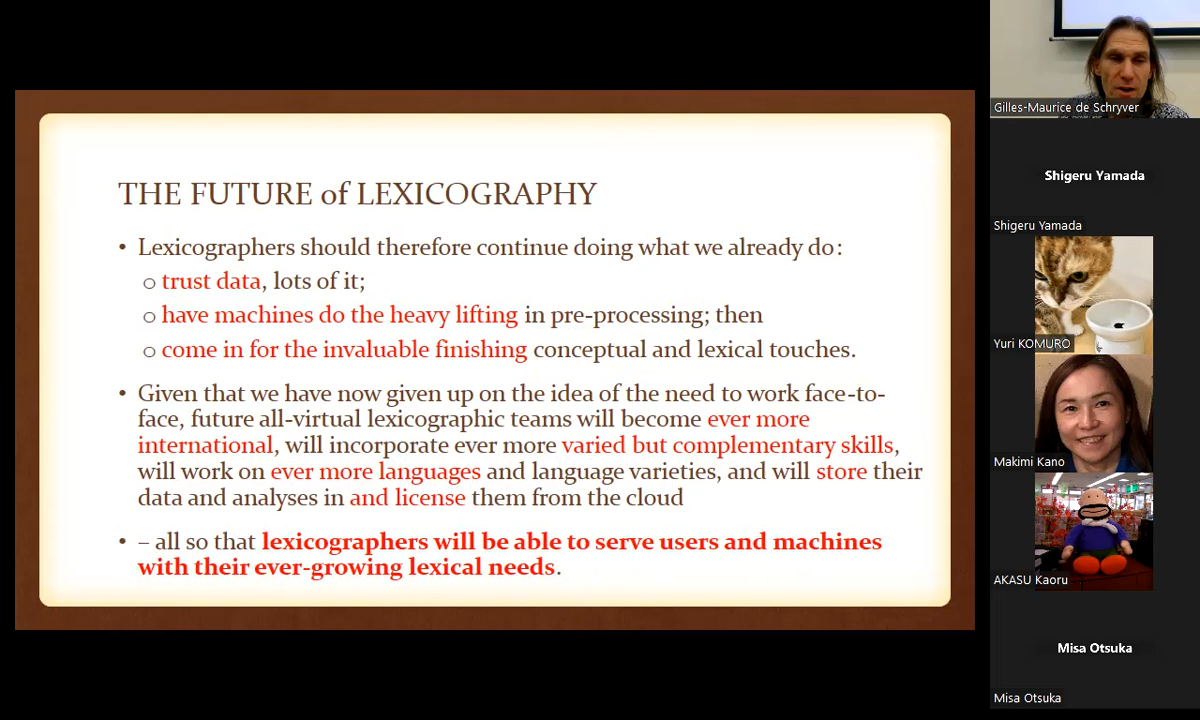 THE FUTURE of LEXICOGRAPHY
• Lexicographers should therefore continue doing what we already do:
o trust data, lots of it;
o have machines do the heavy lifting in pre-processing; then
o come in for the invaluable finishing conceptual and lexical touches.
• Given that we have now given up on the idea of the need to work face-to-
face, future all-virtual lexicographic teams will become ever more
international, will incorporate ever more varied but complementary skills,
will work on ever more languages and language varieties, and will store their
data and analyses in and license them from the cloud
• – all so that lexicographers will be able to serve users and machines
with their ever-growing lexical needs.
Gilles-Maurice de Schryver
Shigeru Yamada
Shigeru Yamada
Yuri KOMURO
Makimi Kano
AKASU Kaoru
Misa Otsuka
Misa Otsuka